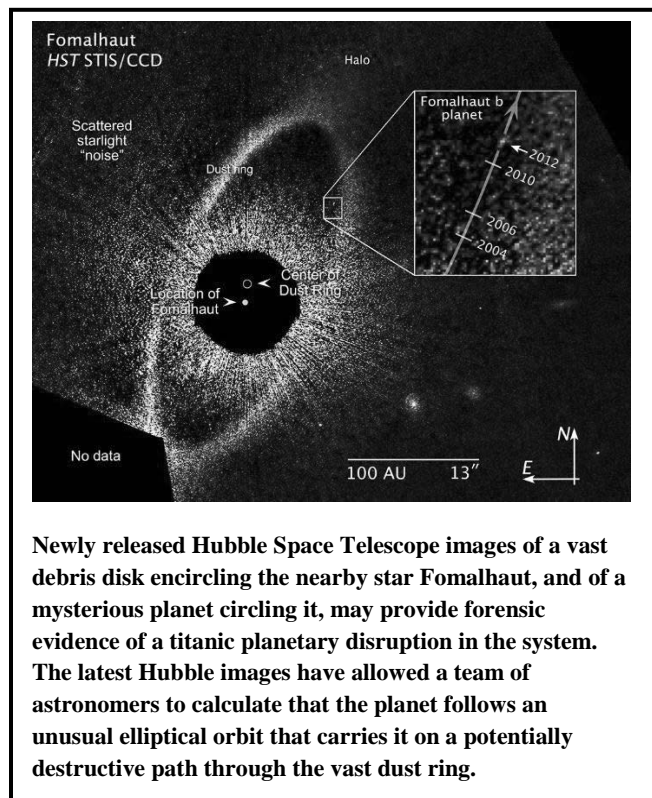 Fomalhaut
HST STIS/CCD
Halo
Scattered
starlight
"noise"
Dust ring
Fomalhaut b
planet
2012
2010
2006
2004
Center of
Dust Ring
Location of
Fomalhaut
No data
100 AU 13"
N
E
Newly released Hubble Space Telescope images of a vast
debris disk encircling the nearby star Fomalhaut, and of a
mysterious planet circling it, may provide forensic
evidence of a titanic planetary disruption in the system.
The latest Hubble images have allowed a team of
astronomers to calculate that the planet follows an
unusual elliptical orbit that carries it on a potentially
destructive path through the vast dust ring.